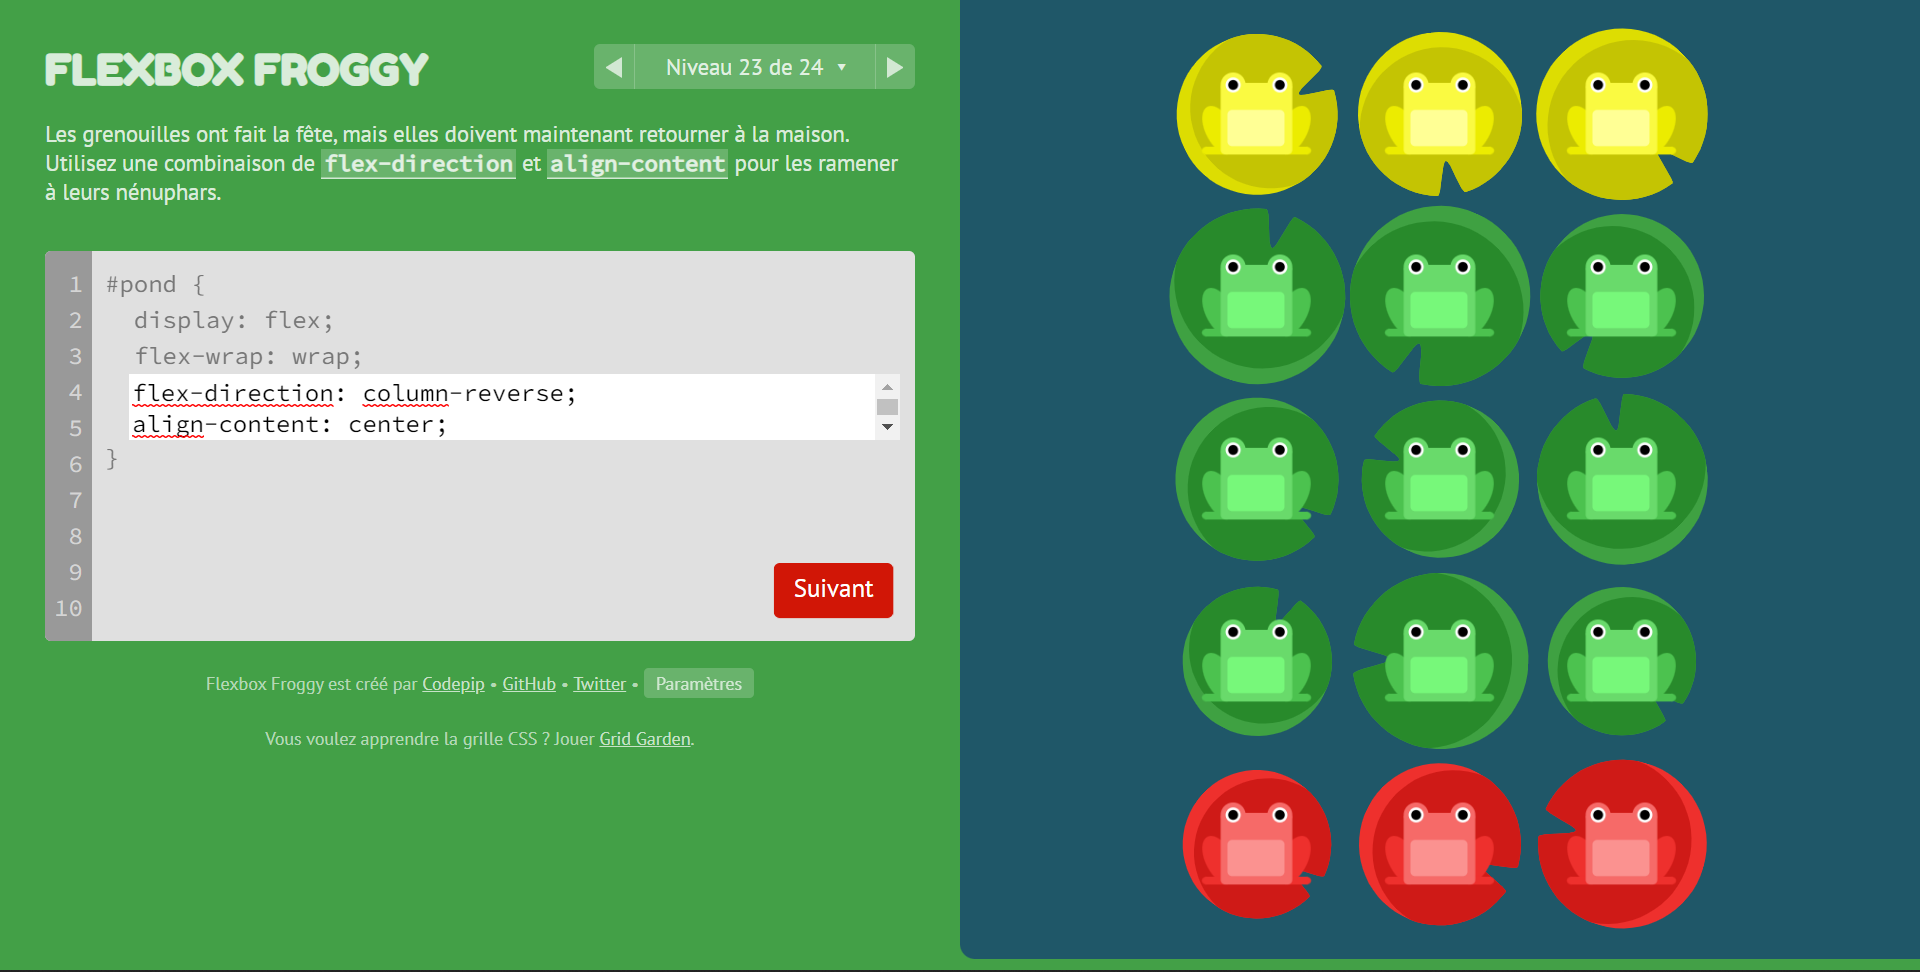 FLEXBOX FROGGY
Niveau 23 de 24
Les grenouilles ont fait la fête, mais elles doivent maintenant retourner à la maison.
Utilisez une combinaison de flex-direction et align-content pour les ramener
à leurs nénuphars.
1 #pond {
2 display: flex;
3 flex-wrap: wrap;
4 flex-direction: column-reverse;
5 align-content: center;
6 }
7
8
9
10
Suivant
Flexbox Froggy est créé par Codepip • GitHub • Twitter • Paramètres
Vous voulez apprendre la grille CSS ? Jouer Grid Garden.